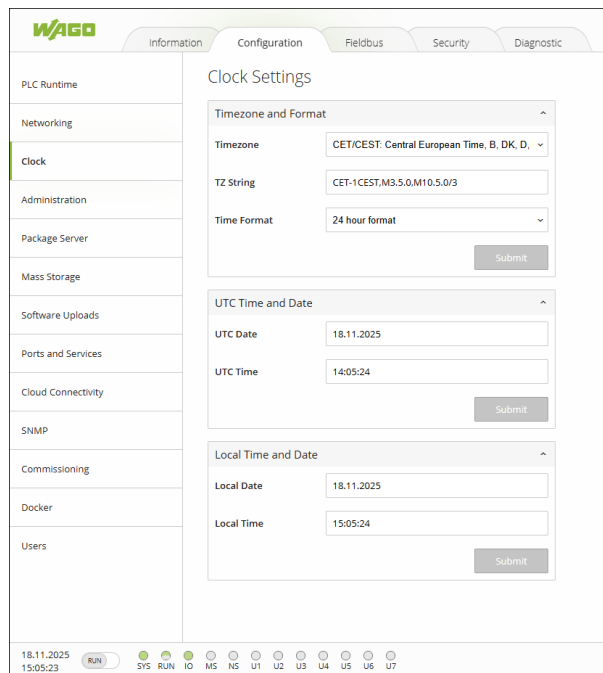 WAGO
Information Configuration Fieldbus Security Diagnostic
PLC Runtime
Networking
Clock
Administration
Package Server
Mass Storage
Software Uploads
Ports and Services
Cloud Connectivity
SNMP
Commissioning
Docker
Users
Clock Settings
Timezone and Format
Timezone CET/CEST: Central European Time, B, DK, D,
TZ String CET-1CEST,M3.5.0,M10.5.0/3
Time Format 24 hour format
Submit
UTC Time and Date
UTC Date 18.11.2025
UTC Time 14:05:24
Submit
Local Time and Date
Local Date 18.11.2025
Local Time 15:05:24
Submit
18.11.2025
15:05:23
RUN
SYS RUN IO MS NS U1 U2 U3 U4 U5 U6 U7